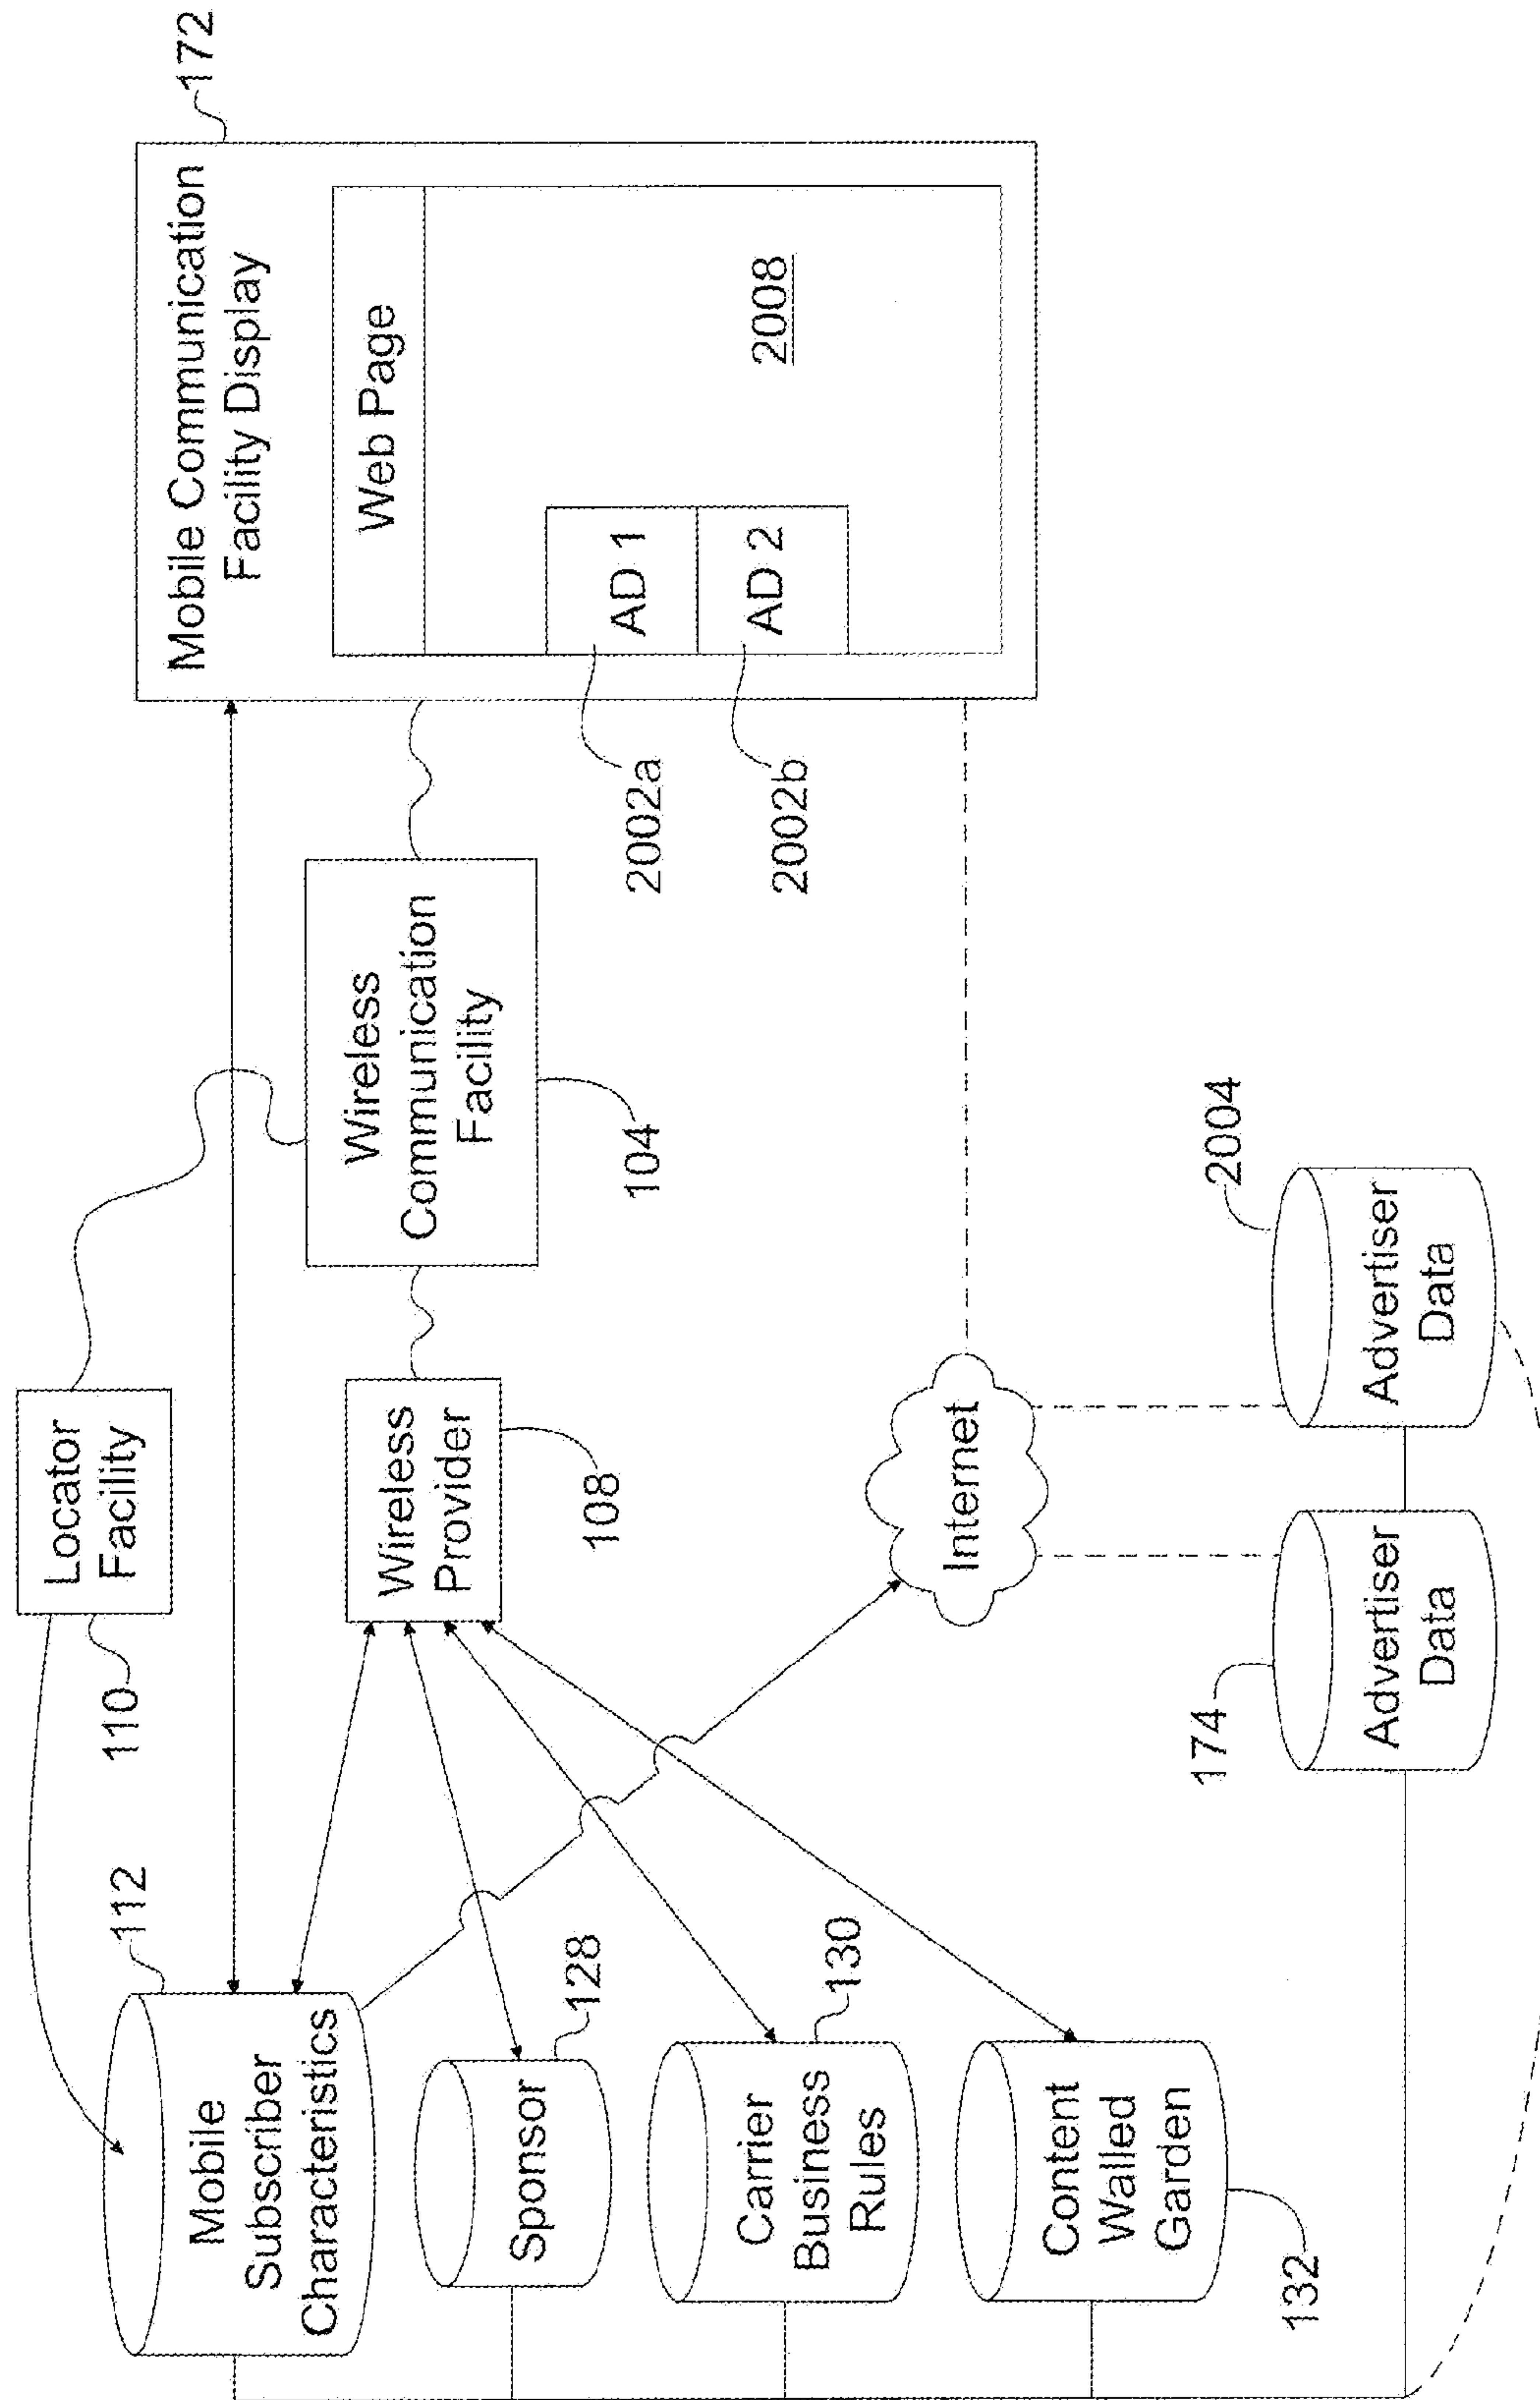 Mobile
Subscriber
Characteristics
112
Sponsor
128
Carrier
Business
Rules
130
Content
Walled
Garden
132
Locator
Facility
110
Wireless
Provider
108
Wireless
Communication
Facility
104
Internet
Advertiser
Data
174
Advertiser
Data
2004
Mobile Communication
Facility Display
172
Web Page
2008
AD 1
AD 2
2002a
2002b